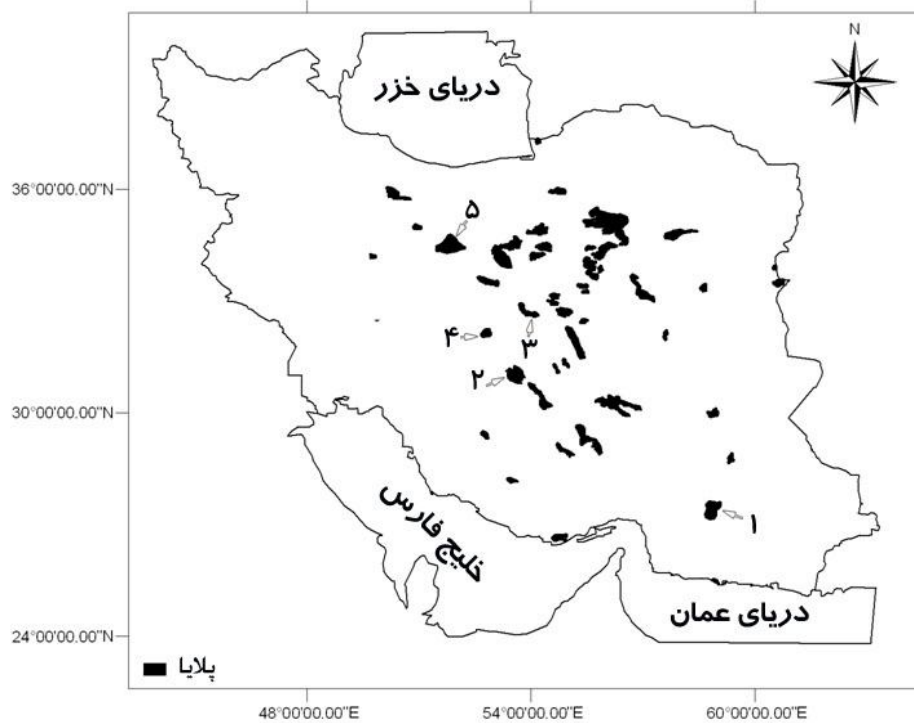 N
دریای خزر
36°00'00.00"N
۵
۴
۳
۲
30°00'00.00"N
۱
خلیج فارس
دریای عمان
24°00'00.00"N
پلایا
48°00'00.00"E 54°00'00.00"E 60°00'00.00"E